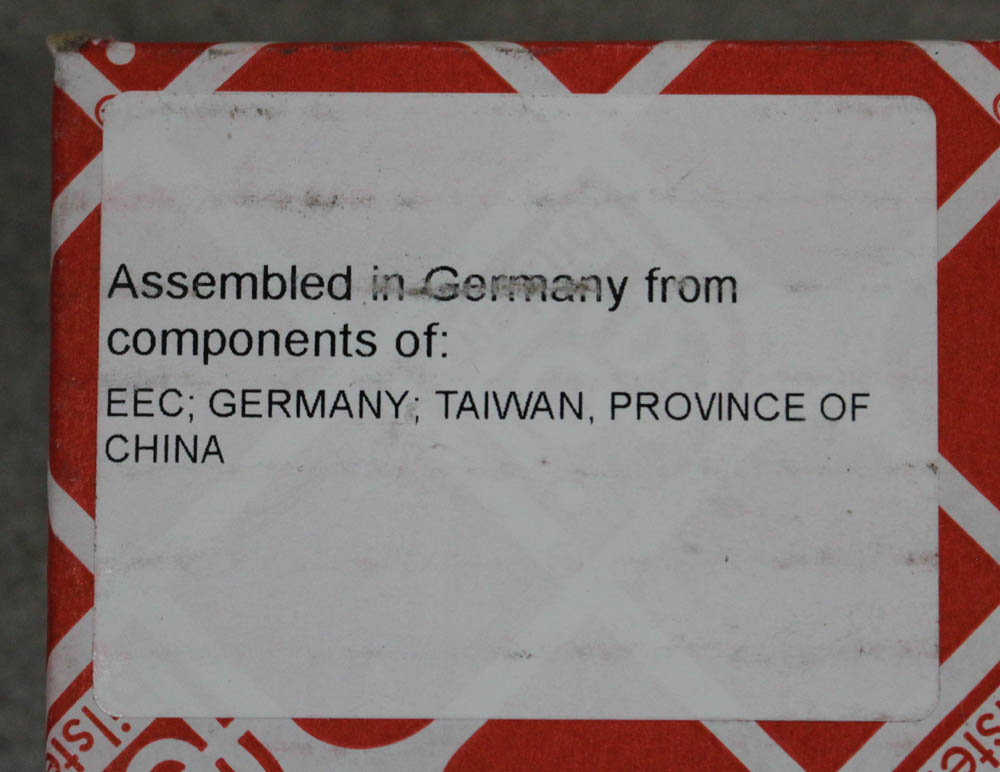 Assembled in Germany from
components of:
EEC; GERMANY; TAIWAN, PROVINCE OF
CHINA